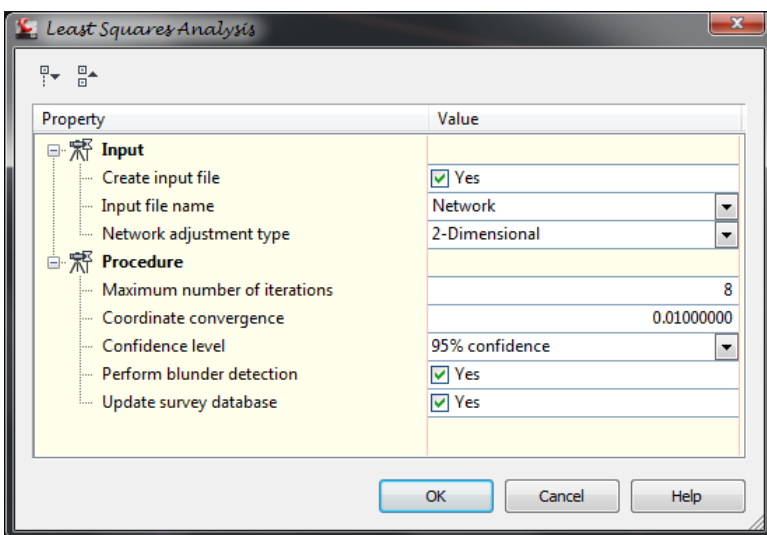 Least Squares Analysis
Property Value
Input
Create input file Yes
Input file name Network
Network adjustment type 2-Dimensional
Procedure
Maximum number of iterations 8
Coordinate convergence 0.01000000
Confidence level 95% confidence
Perform blunder detection Yes
Update survey database Yes
OK Cancel Help